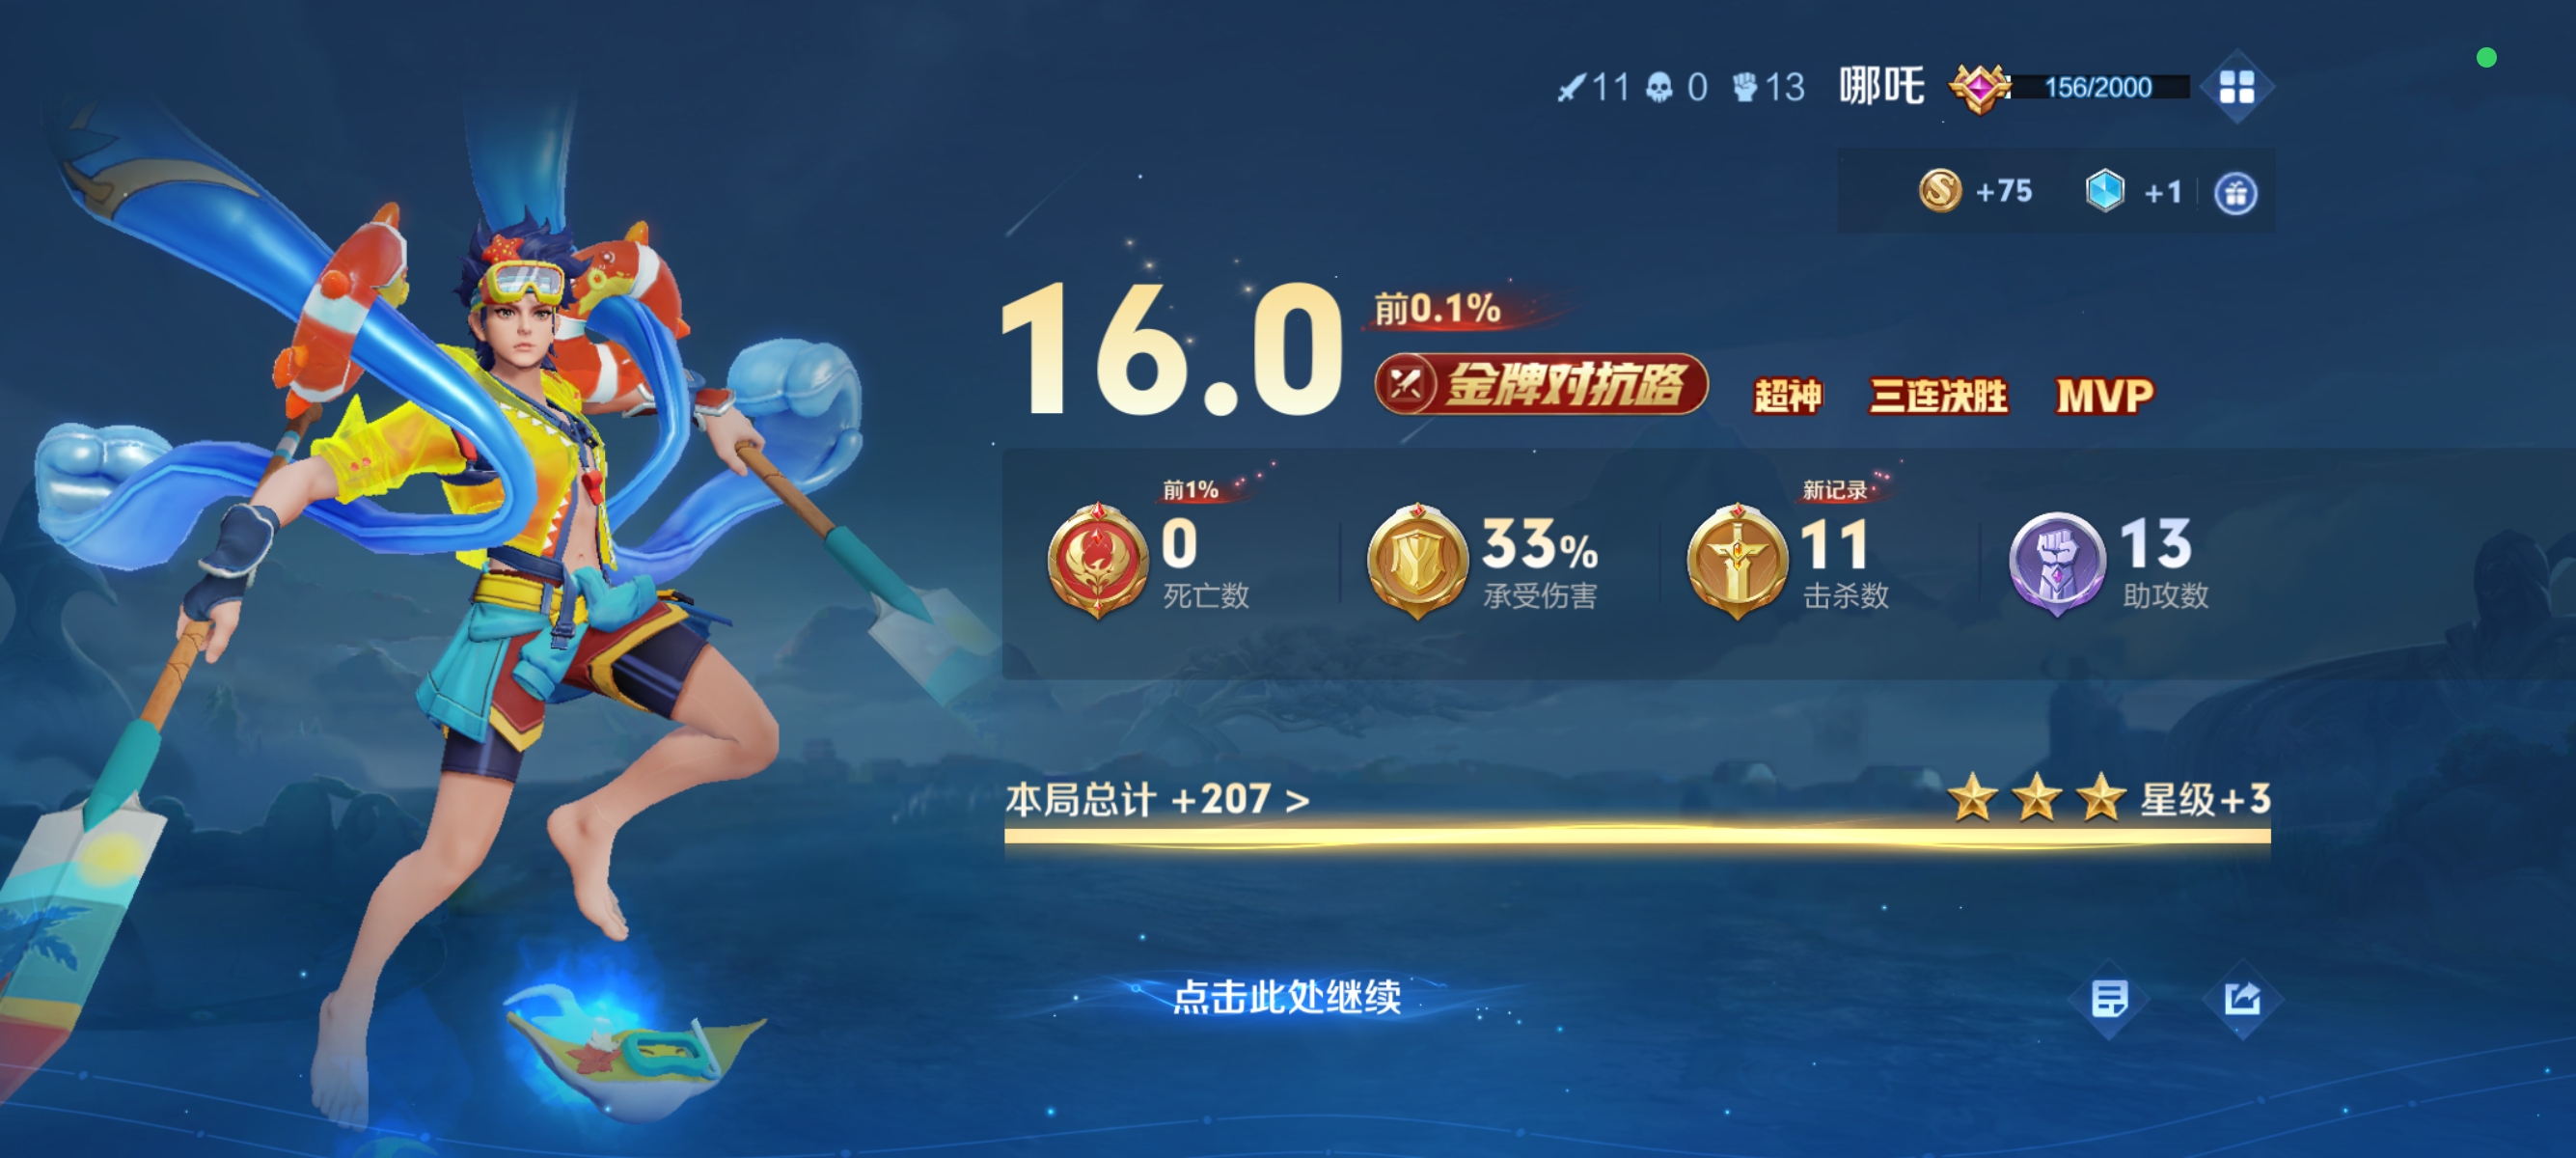 11 0 13 哪吒 156/2000
+75 +1
16.0 前0.1%
金牌对抗路 超神 三连决胜 MVP
前1% 新记录
0 33% 11 13
死亡数 承受伤害 击杀数 助攻数
本局总计 +207 > 星级+3
点击此处继续